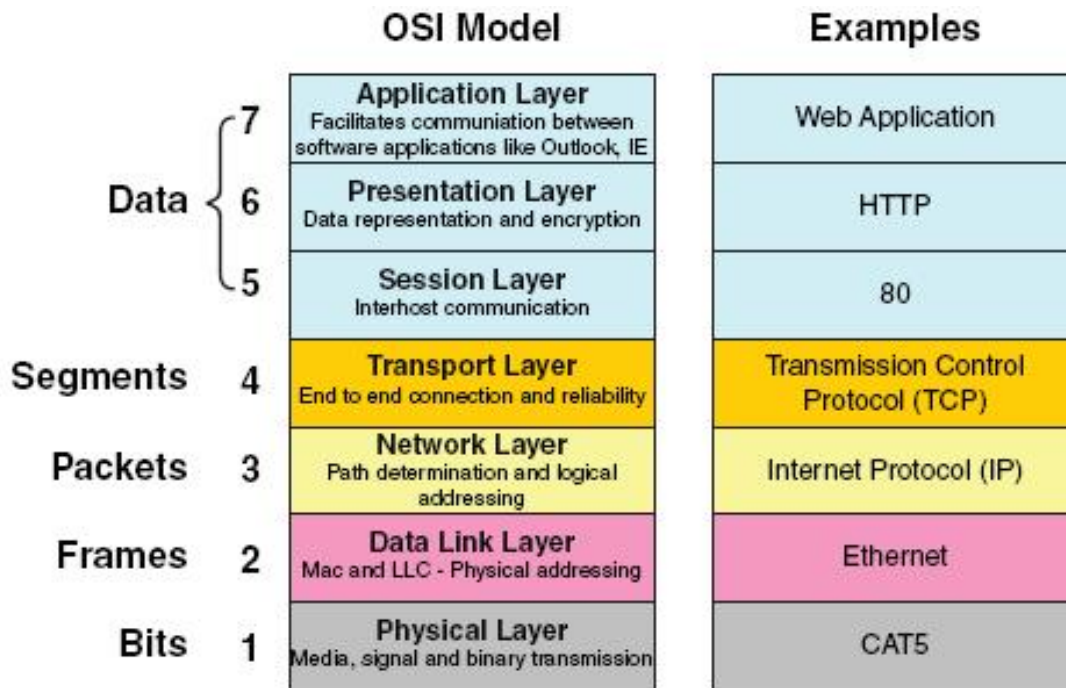 OSI Model
Examples
Data
7
Application Layer
Facilitates communiation between
software applications like Outlook, IE
Web Application
6
Presentation Layer
Data representation and encryption
HTTP
5
Session Layer
Interhost communication
80
Segments
4
Transport Layer
End to end connection and reliability
Transmission Control
Protocol (TCP)
Packets
3
Network Layer
Path determination and logical
addressing
Internet Protocol (IP)
Frames
2
Data Link Layer
Mac and LLC - Physical addressing
Ethernet
Bits
1
Physical Layer
Media, signal and binary transmission
CAT5